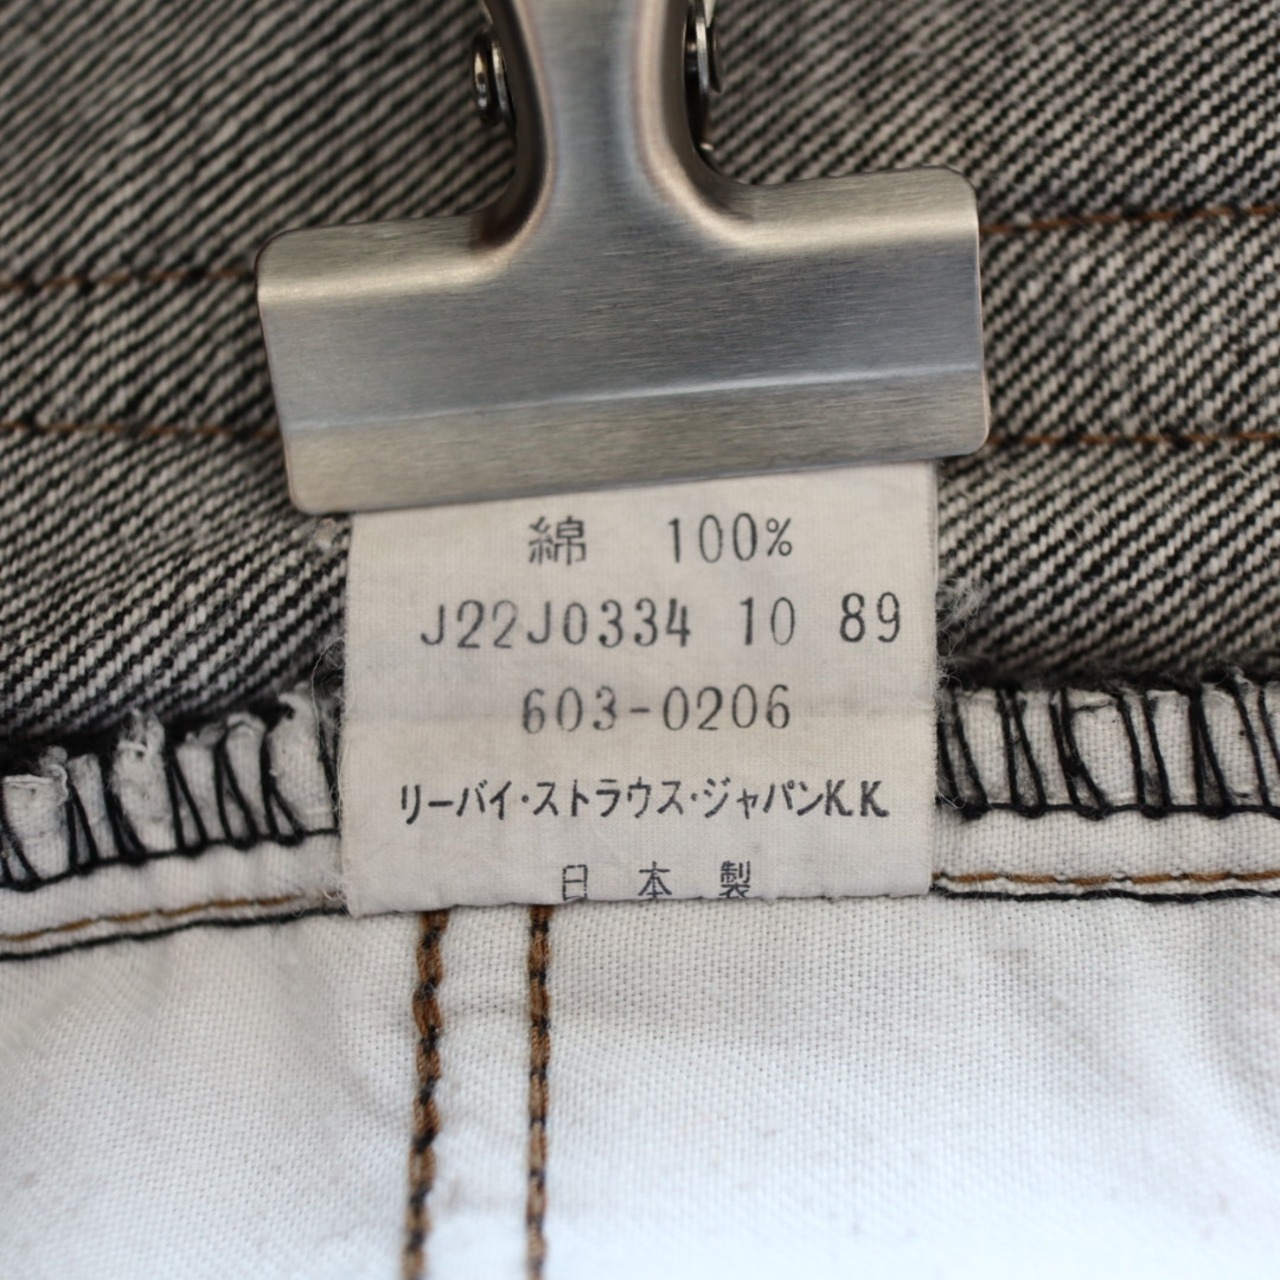 綿 100%
J22J0334 10 89
603-0206
リーバイ・ストラウス・ジャパンK.K.
日本製